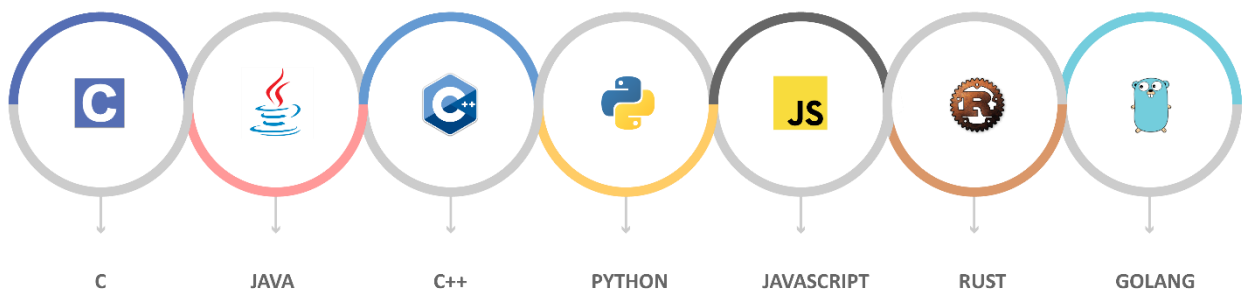 C
C++
JS
R
C
JAVA
C++
PYTHON
JAVASCRIPT
RUST
GOLANG